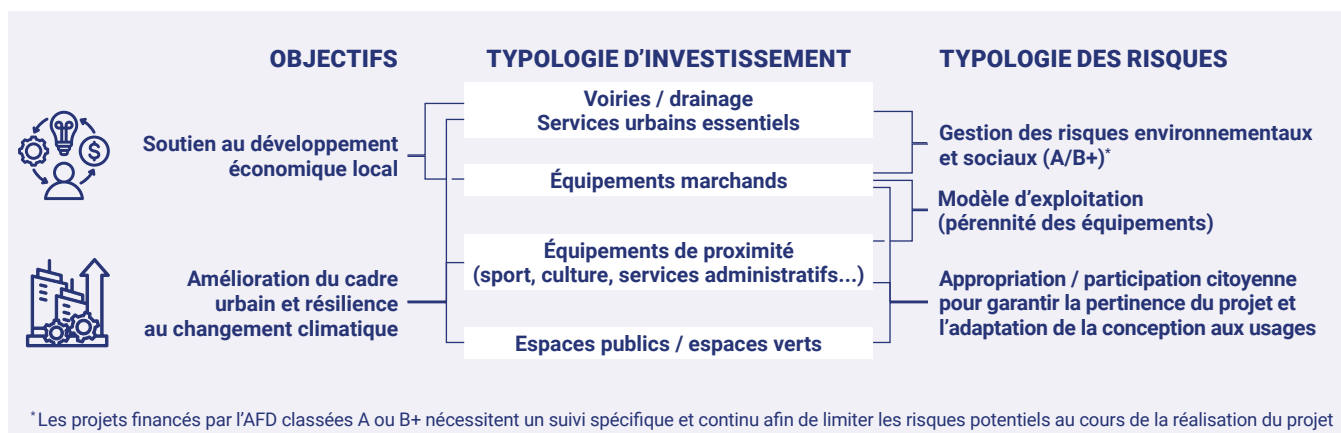 OBJECTIFS
TYPOLOGIE D'INVESTISSEMENT
TYPOLOGIE DES RISQUES
Soutien au développement
économique local
Amélioration du cadre
urbain et résilience
au changement climatique
Voiries / drainage
Services urbains essentiels
Équipements marchands
Équipements de proximité
(sport, culture, services administratifs...)
Espaces publics / espaces verts
Gestion des risques environnementaux
et sociaux (A/B+)*
Modèle d'exploitation
(pérennité des équipements)
Appropriation / participation citoyenne
pour garantir la pertinence du projet et
l'adaptation de la conception aux usages
$
*Les projets financés par l'AFD classées A ou B+ nécessitent un suivi spécifique et continu afin de limiter les risques potentiels au cours de la réalisation du projet